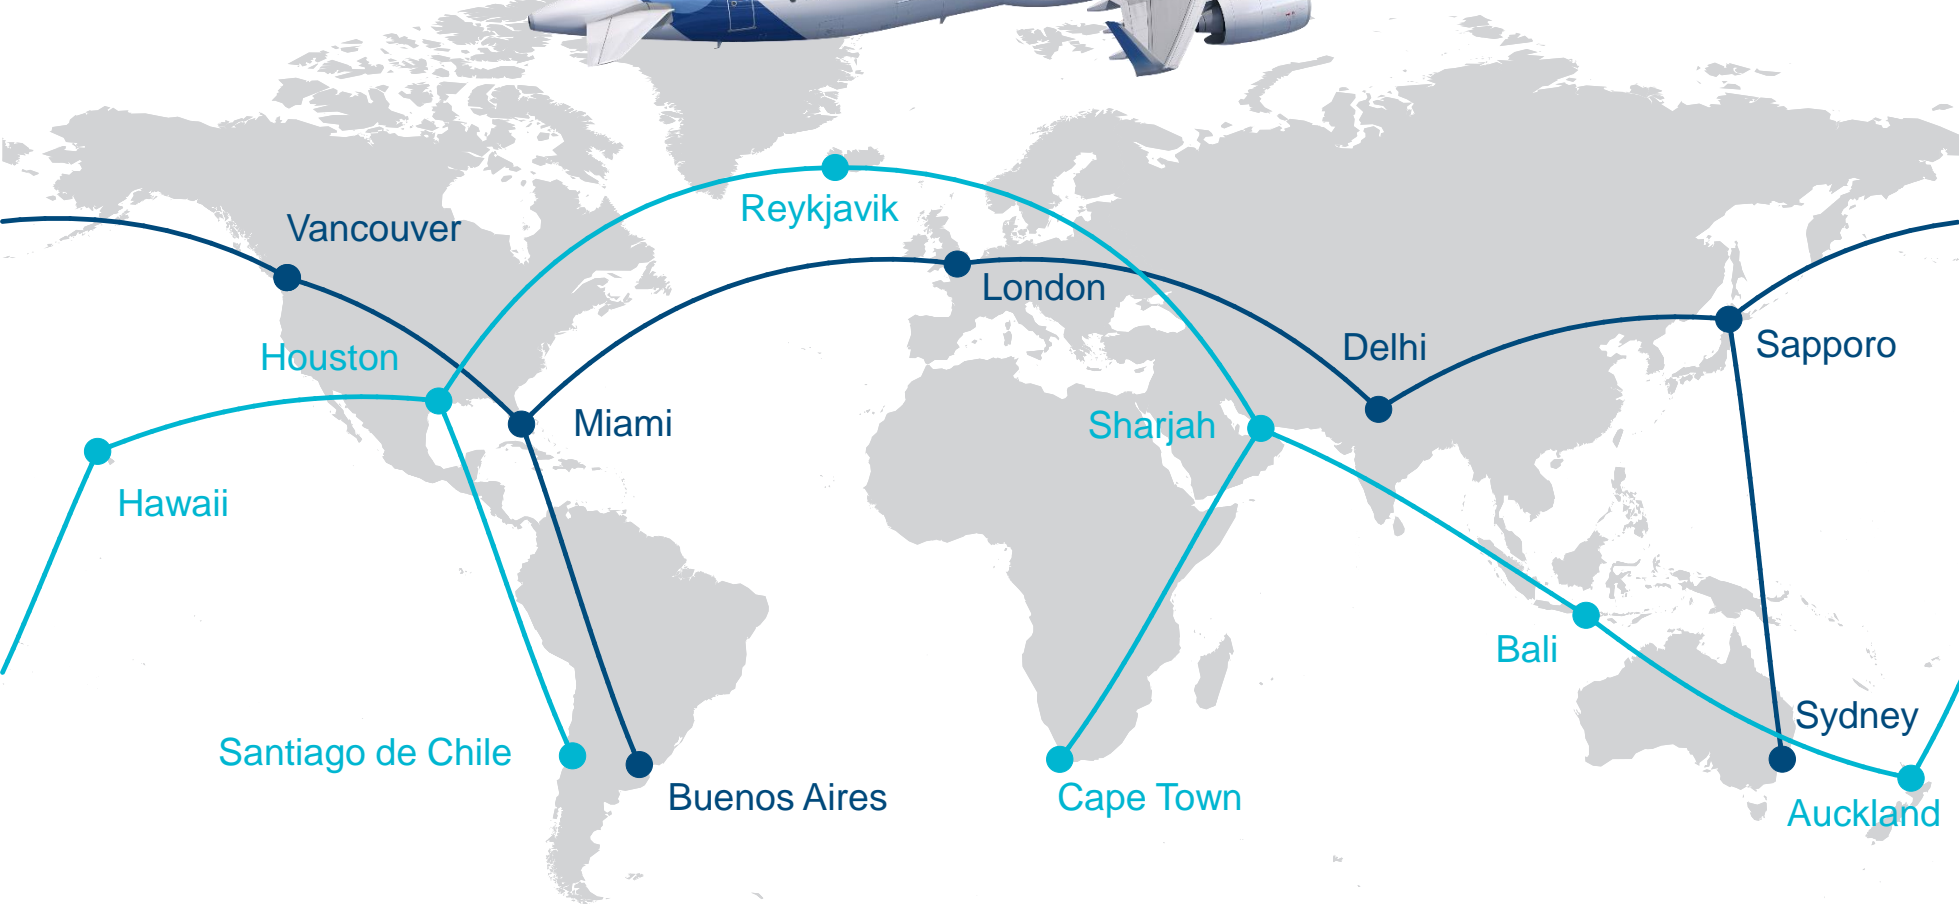 Reykjavik
Vancouver
London
Houston
Delhi
Sapporo
Miami
Sharjah
Hawaii
Bali
Sydney
Santiago de Chile
Buenos Aires
Cape Town
Auckland